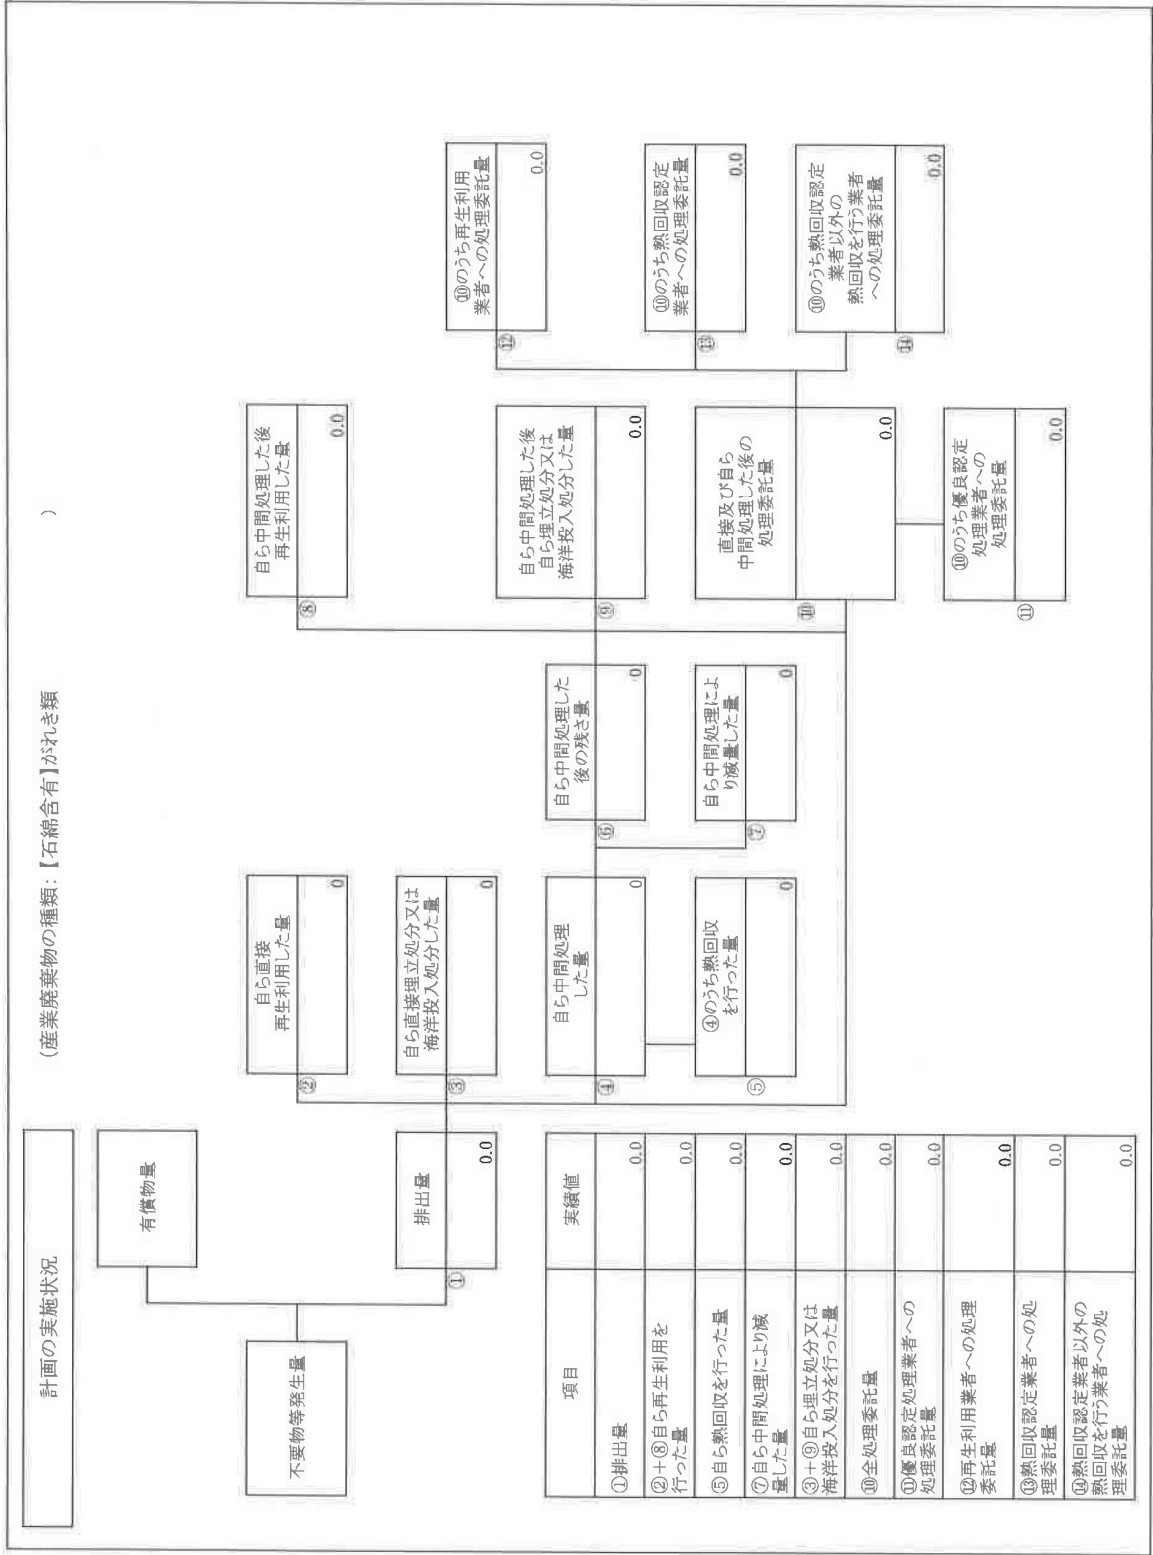 計画の実施状況
(産業廃棄物の種類:【石綿含有】がれき類 )
不要物等発生量
有償物量
①
排出量
0.0
②
自ら直接
再生利用した量
0
③
自ら直接埋立処分又は
海洋投入処分した量
0
④
自ら中間処理
した量
0
⑤
④のうち熱回収
を行った量
0
⑥
自ら中間処理した
後の残さ量
0
⑦
自ら中間処理によ
り減量した量
0
⑧
自ら中間処理した後
再生利用した量
0.0
⑨
自ら中間処理した後
自ら埋立処分又は
海洋投入処分した量
0.0
⑩
直接及び自ら
中間処理した後の
処理委託量
0.0
⑪
⑩のうち優良認定
処理業者への
処理委託量
0.0
⑫
⑩のうち再生利用
業者への処理委託量
0.0
⑬
⑩のうち熱回収認定
業者への処理委託量
0.0
⑭
⑩のうち熱回収認定
業者以外の
熱回収を行う業者
への処理委託量
0.0
項目 実績値
①排出量 0.0
②+⑧自ら再生利用を
行った量 0.0
⑤自ら熱回収を行った量 0.0
⑦自ら中間処理により減
量した量 0.0
③+⑨自ら埋立処分又は
海洋投入処分を行った量 0.0
⑩全処理委託量 0.0
⑪優良認定処理業者への
処理委託量 0.0
⑫再生利用業者への処理
委託量 0.0
⑬熱回収認定業者への処
理委託量 0.0
⑭熱回収認定業者以外の
熱回収を行う業者への処
理委託量 0.0